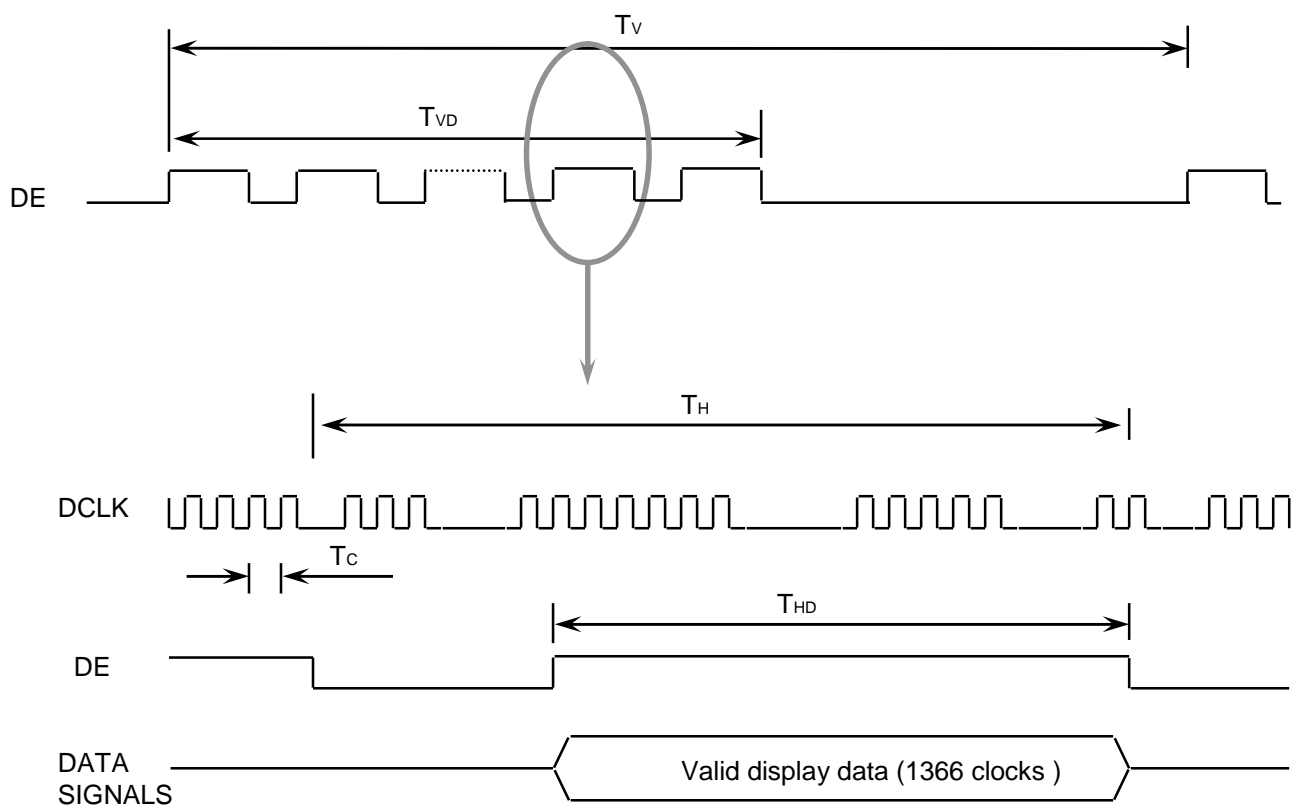 TV
TVD
DE
TH
DCLK
TC
THD
DE
DATA
SIGNALS
Valid display data (1366 clocks )